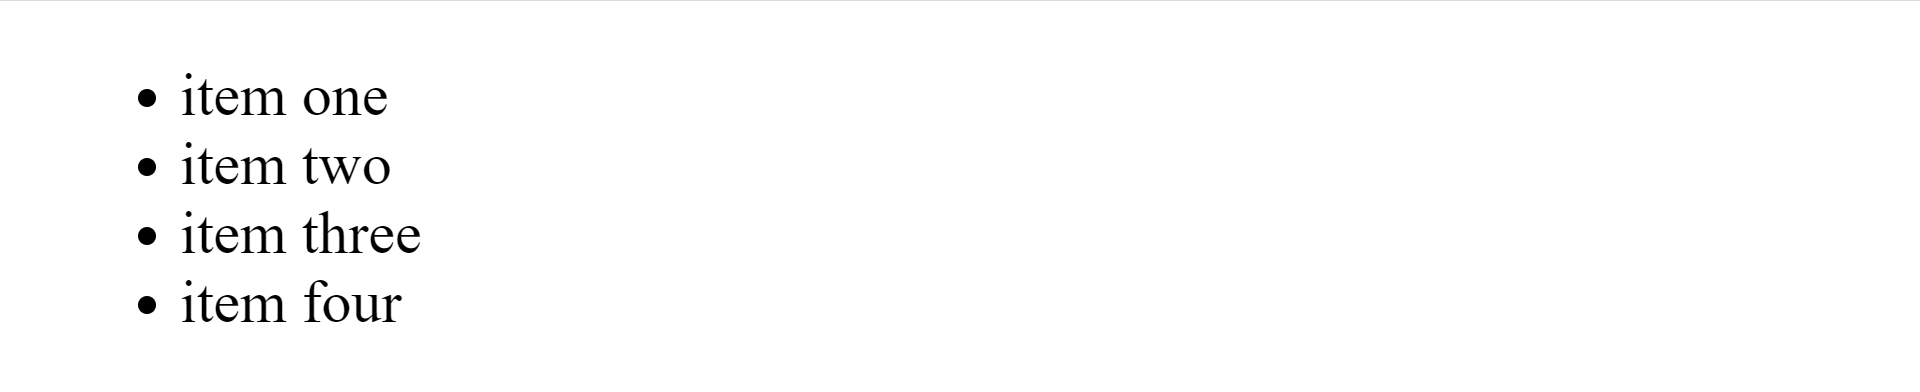 • item one
• item two
• item three
• item four